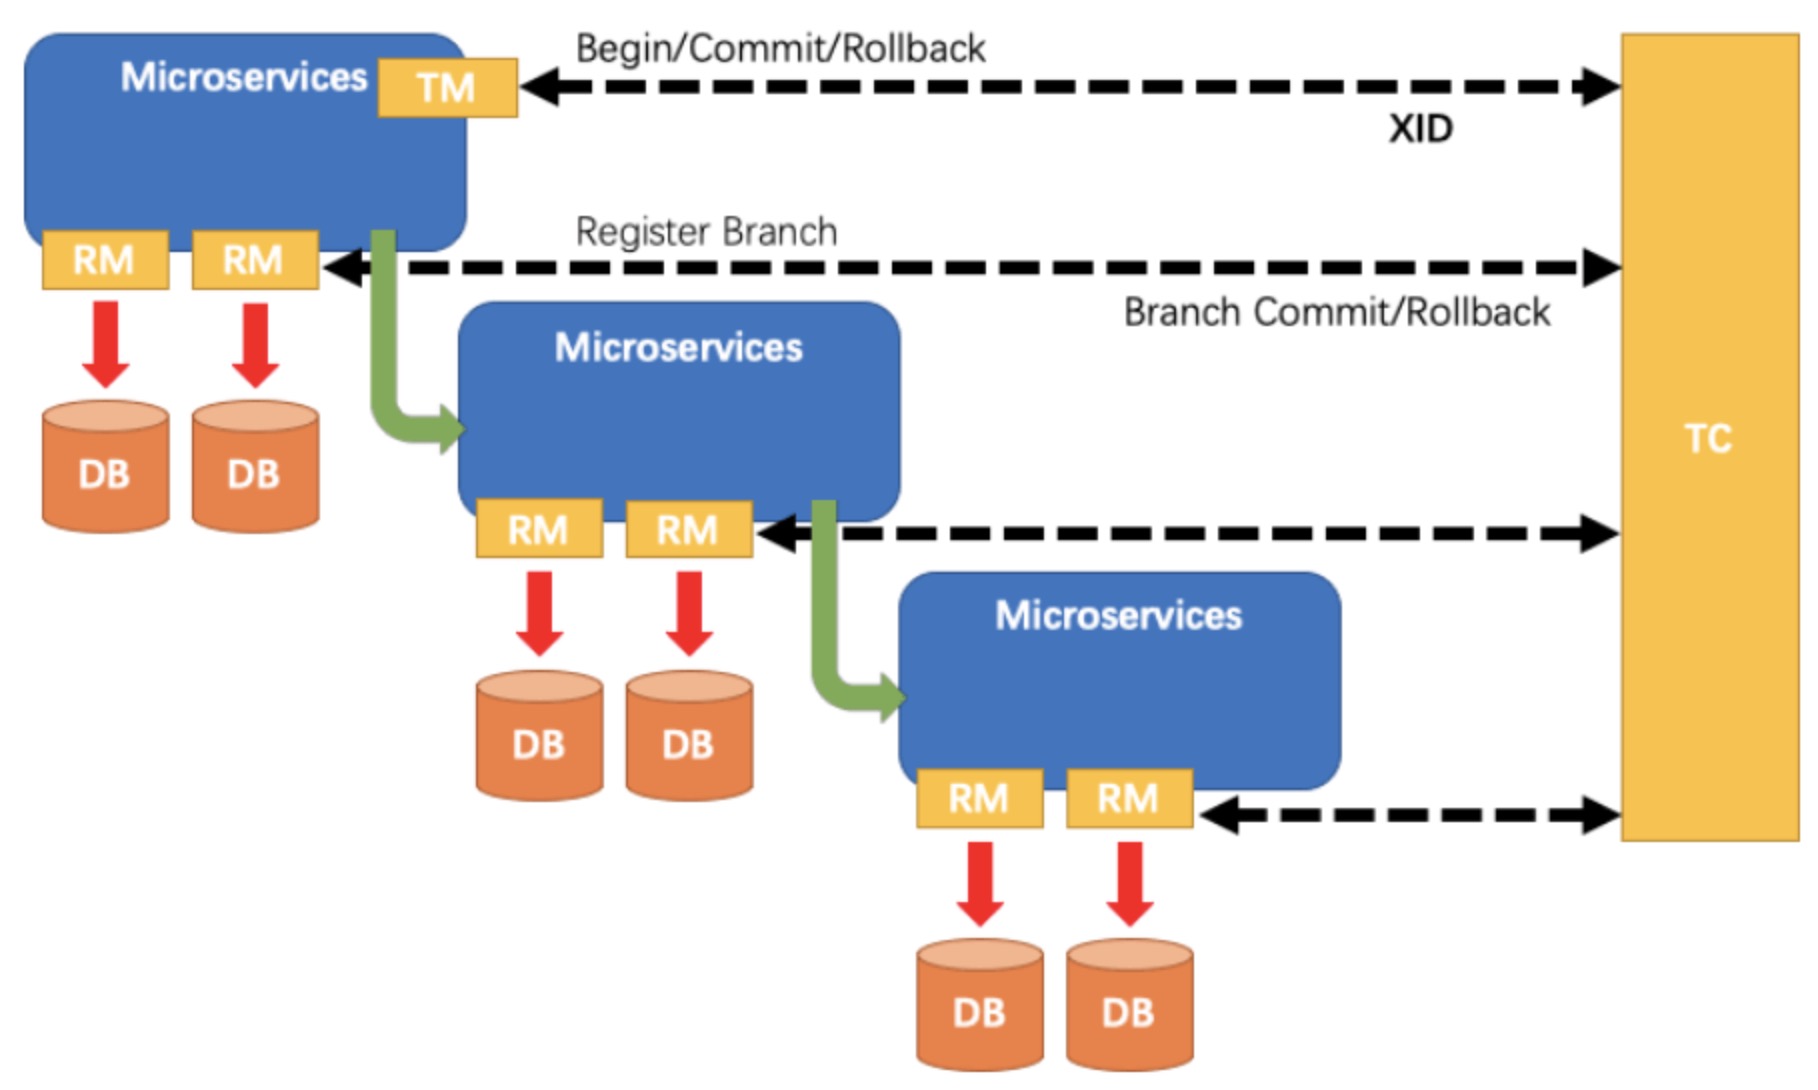 Begin/Commit/Rollback
Microservices
TM
XID
Register Branch
RM
RM
Branch Commit/Rollback
Microservices
TC
DB
DB
RM
RM
Microservices
DB
DB
RM
RM
DB
DB